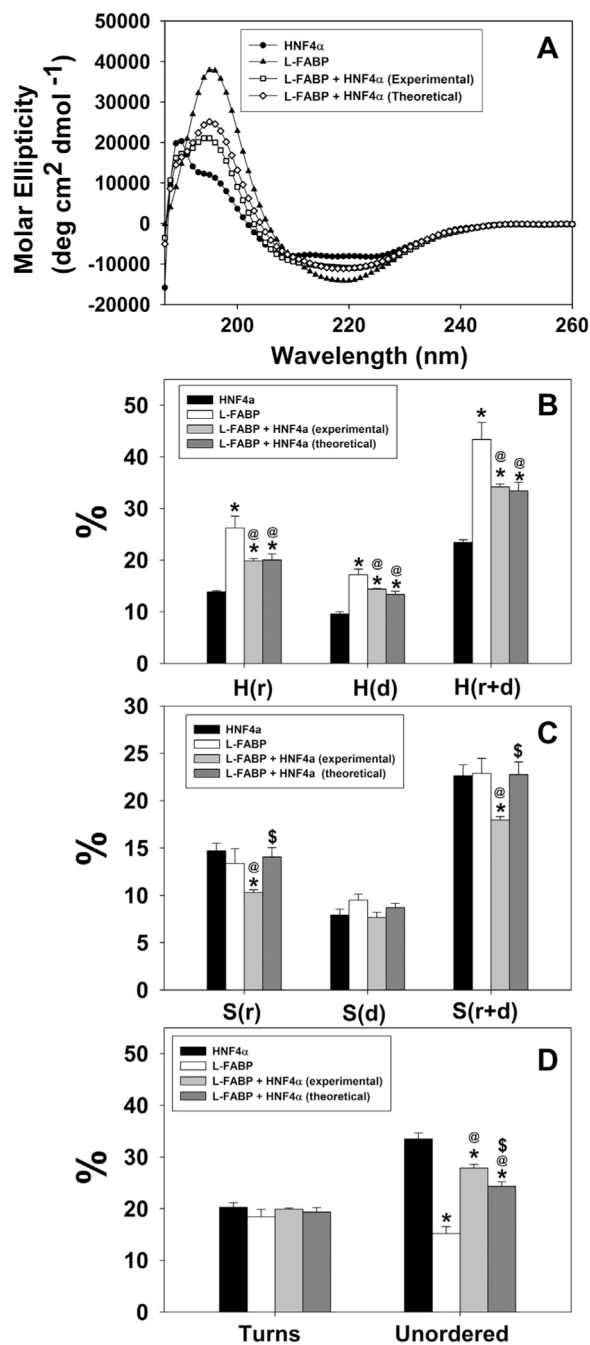 A
HNF4α
L-FABP
L-FABP + HNF4α (Experimental)
L-FABP + HNF4α (Theoretical)
50000
40000
30000
20000
10000
0
-10000
-20000
Molar Ellipticity
(deg cm2 dmol -1)
200
220
240
260
Wavelength (nm)
B
HNF4a
L-FABP
L-FABP + HNF4a (experimental)
L-FABP + HNF4a (theoretical)
50
40
30
20
10
0
%
* @ * @ *
* @ * @ *
* @ * @ *
H(r)
H(d)
H(r+d)
C
HNF4a
L-FABP
L-FABP + HNF4a (experimental)
L-FABP + HNF4a (theoretical)
30
25
20
15
10
5
0
%
@ * $
@ * $
S(r)
S(d)
S(r+d)
D
HNF4α
L-FABP
L-FABP + HNF4α (experimental)
L-FABP + HNF4α (theoretical)
50
40
30
20
10
0
%
* @ * $ @ *
Turns
Unordered